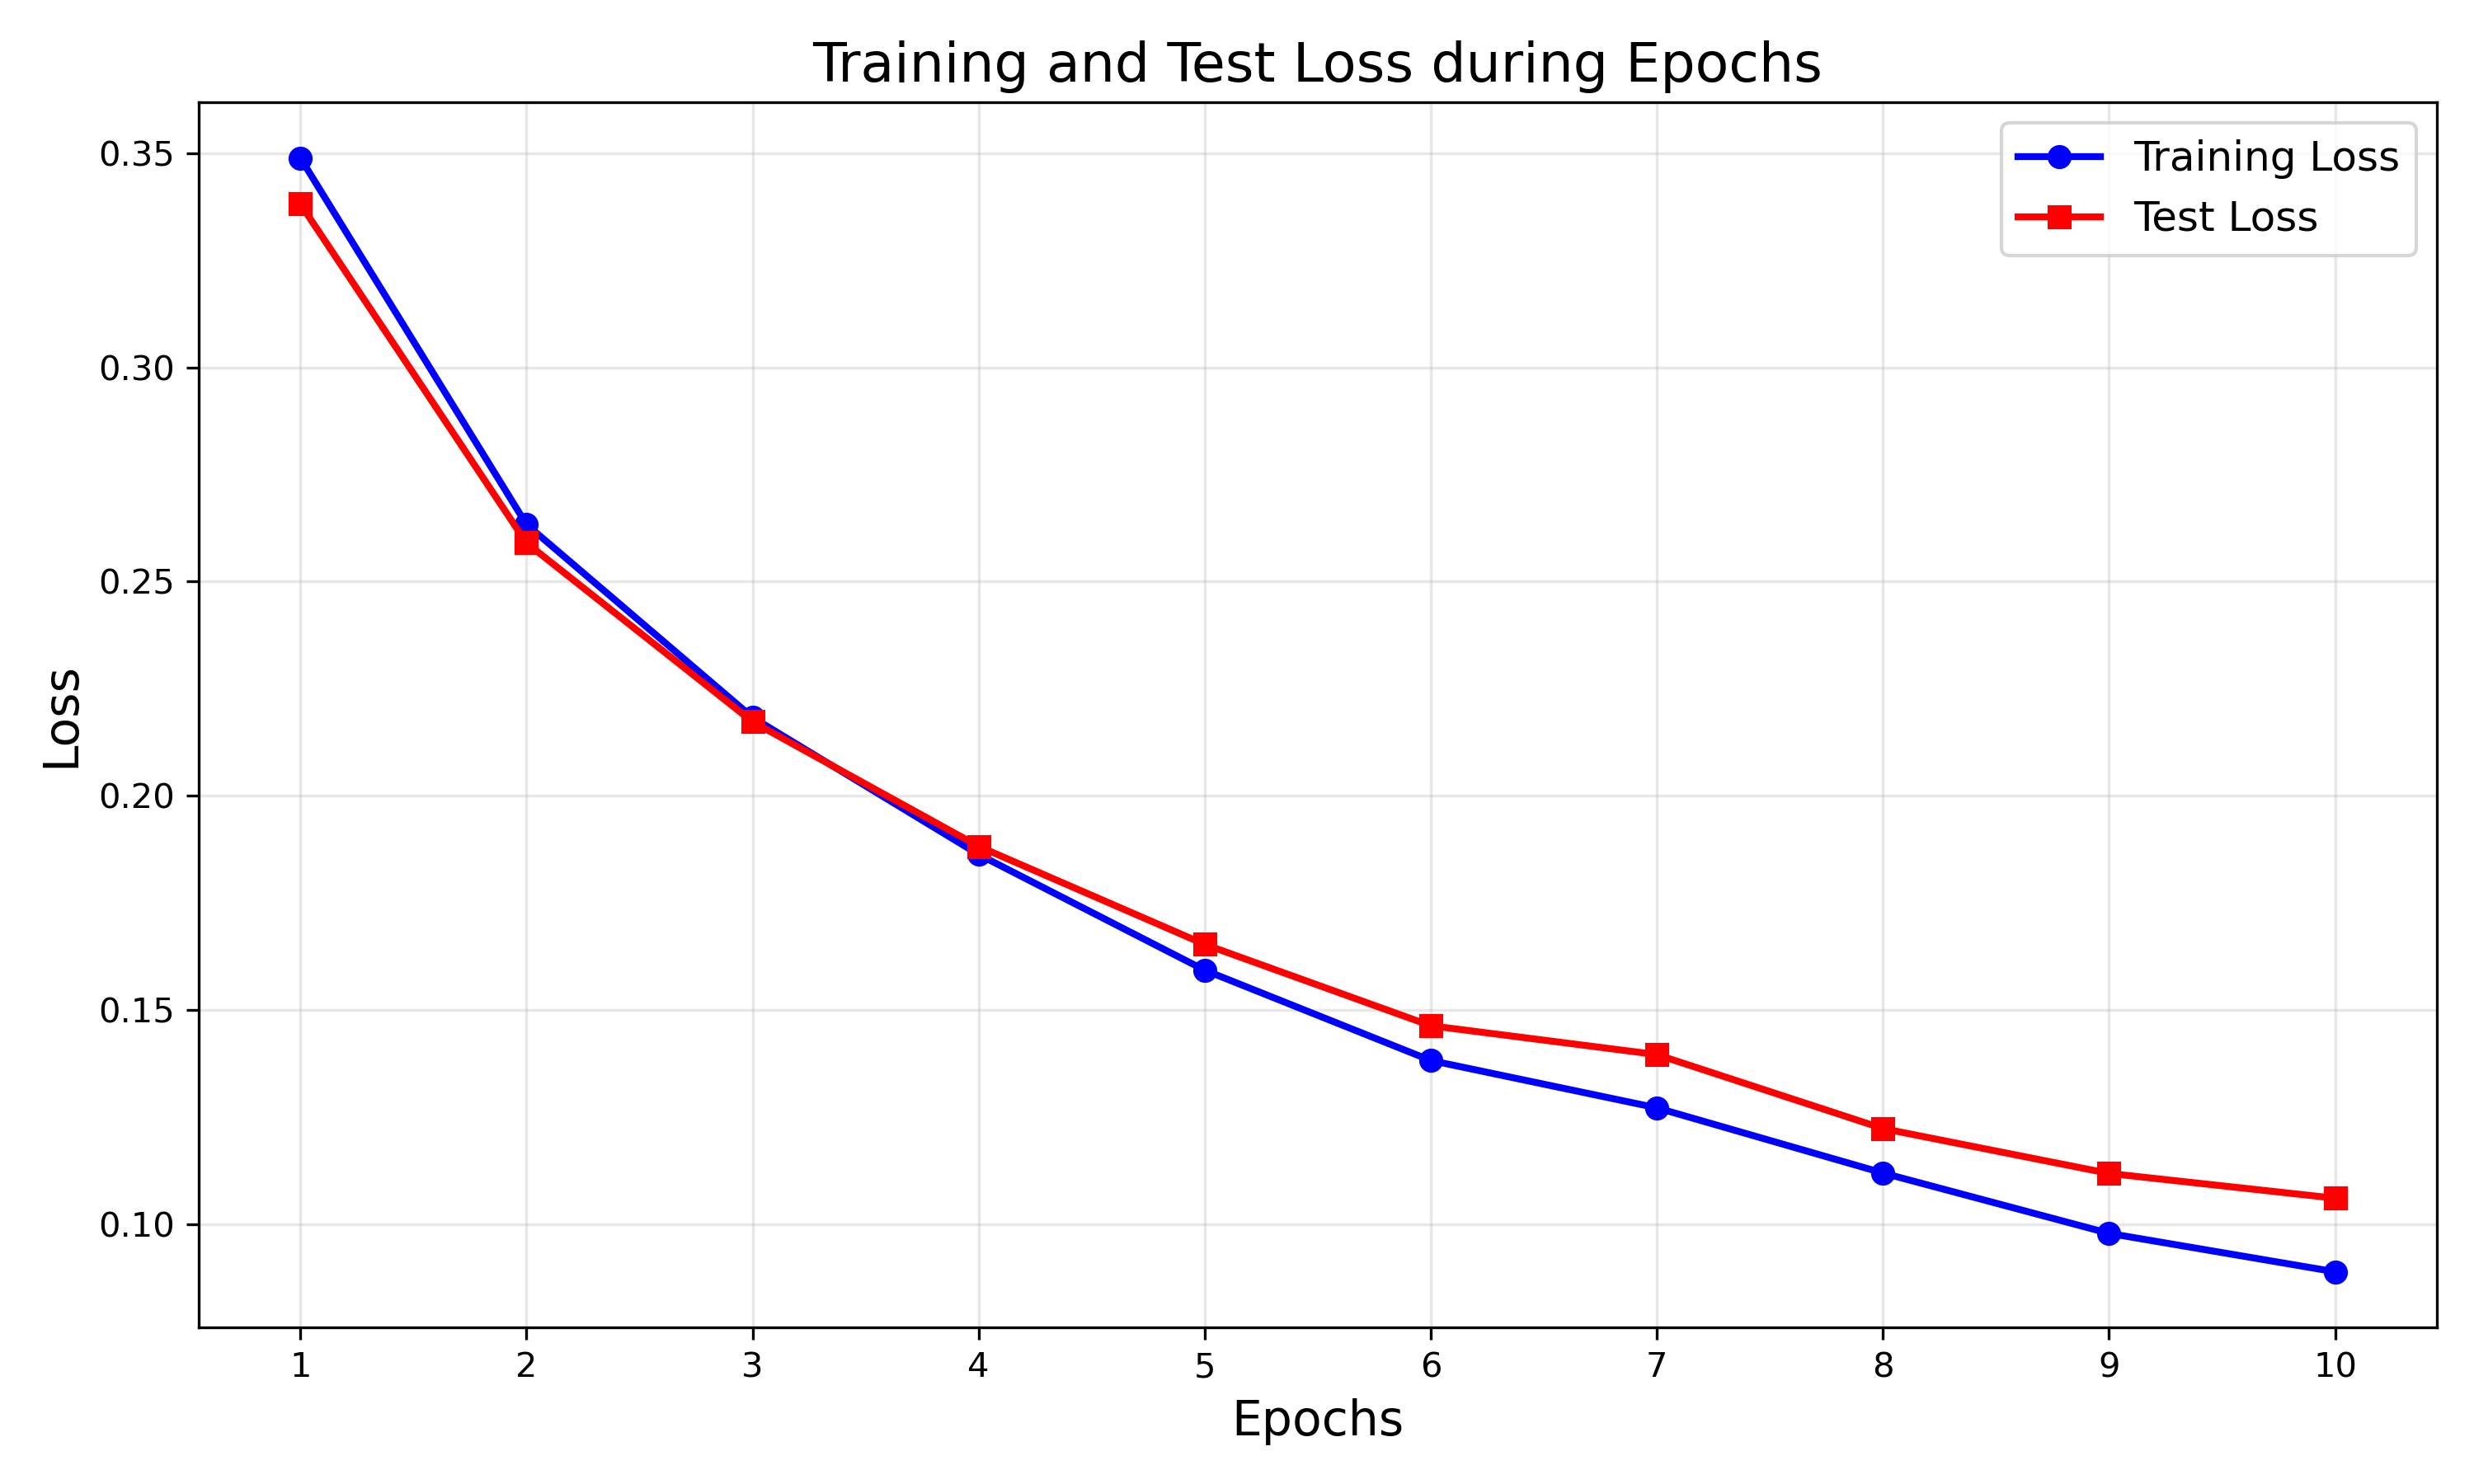 Training and Test Loss during Epochs
Training Loss
Test Loss
Loss
0.35
0.30
0.25
0.20
0.15
0.10
1 2 3 4 5 6 7 8 9 10
Epochs